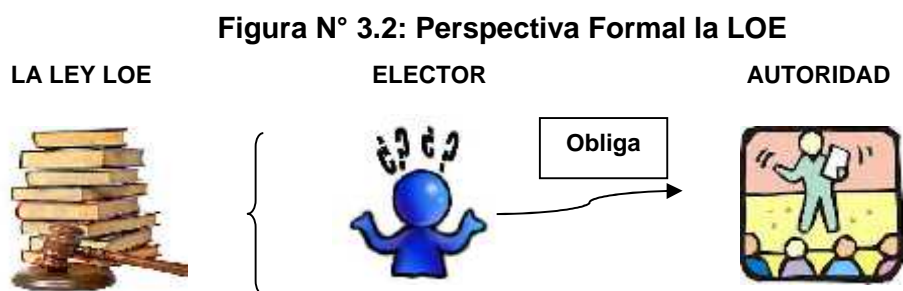 Figura N° 3.2: Perspectiva Formal la LOE
LA LEY LOE ELECTOR AUTORIDAD
¿? ¿?
Obliga